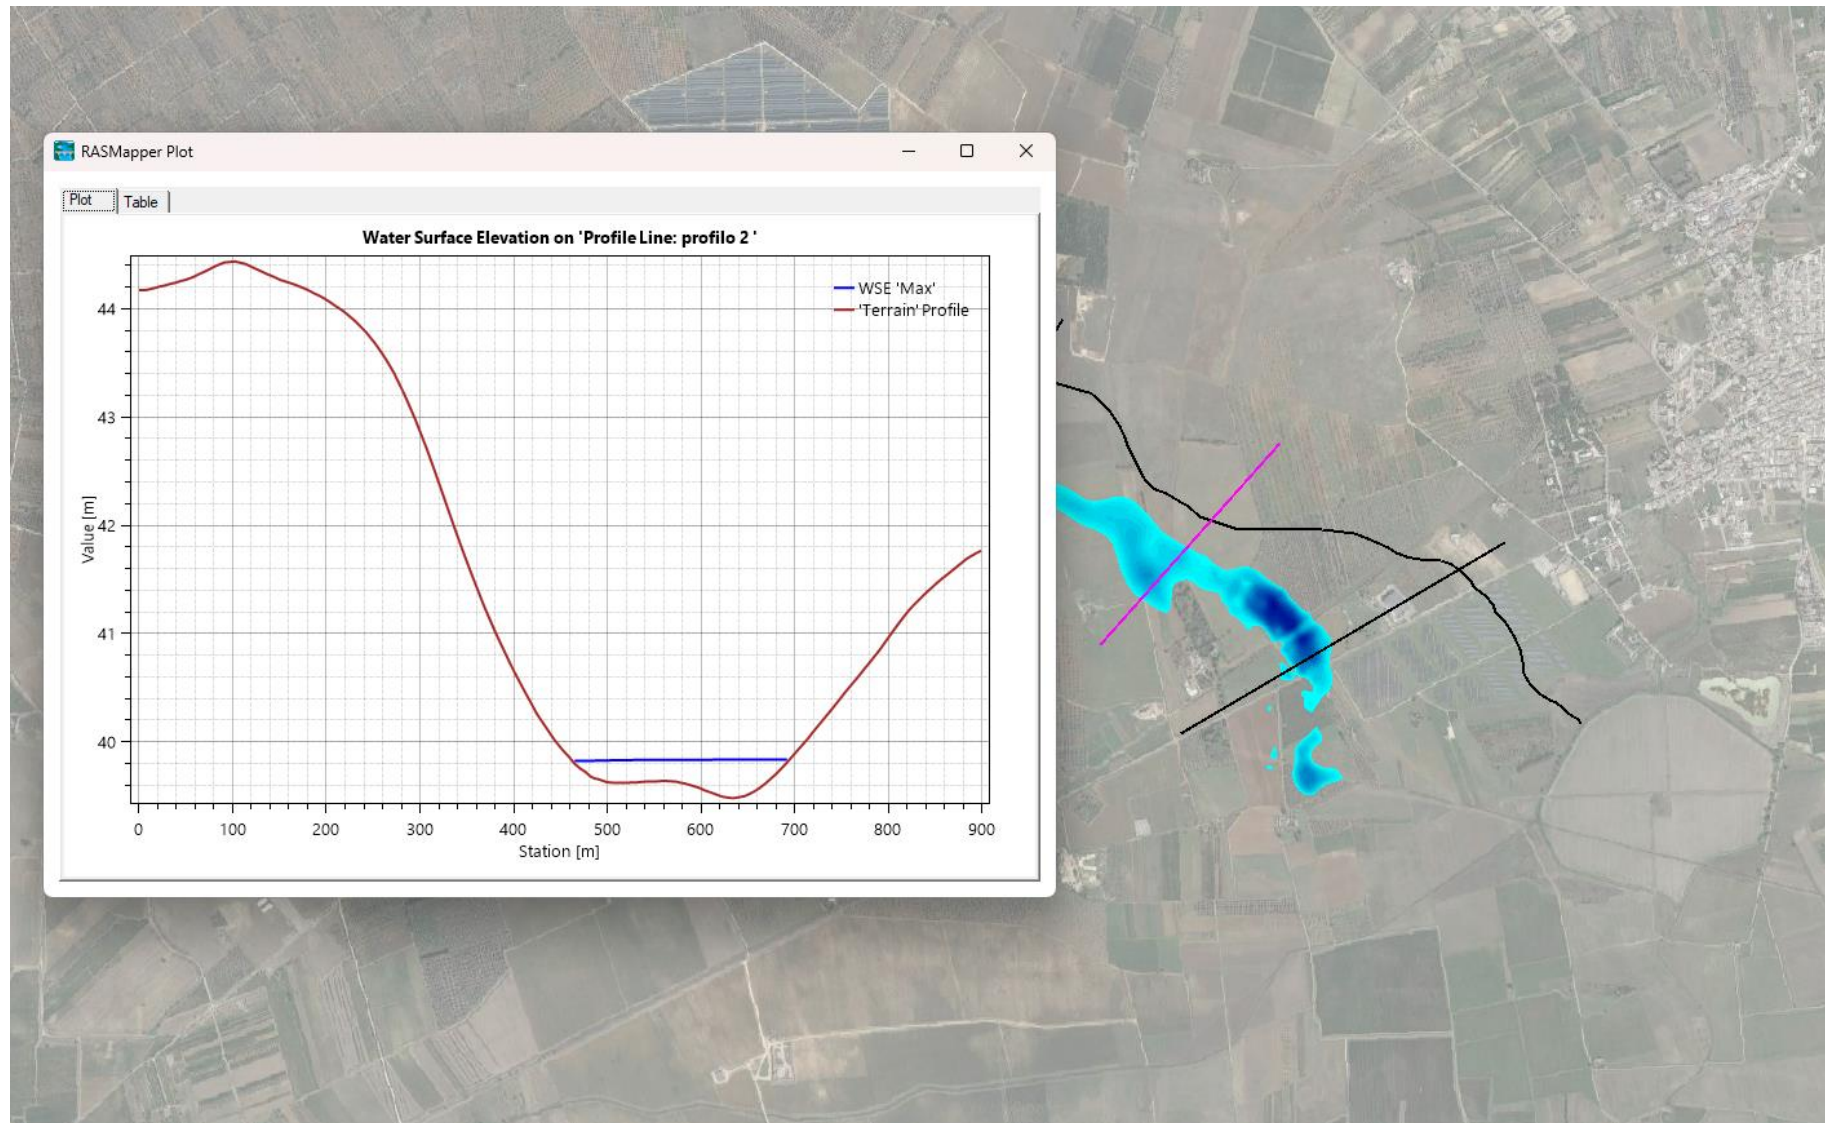 RASMapper Plot
Plot Table
Water Surface Elevation on 'Profile Line: profilo 2 '
WSE 'Max'
'Terrain' Profile
44
43
42
41
40
Value [m]
0 100 200 300 400 500 600 700 800 900
Station [m]